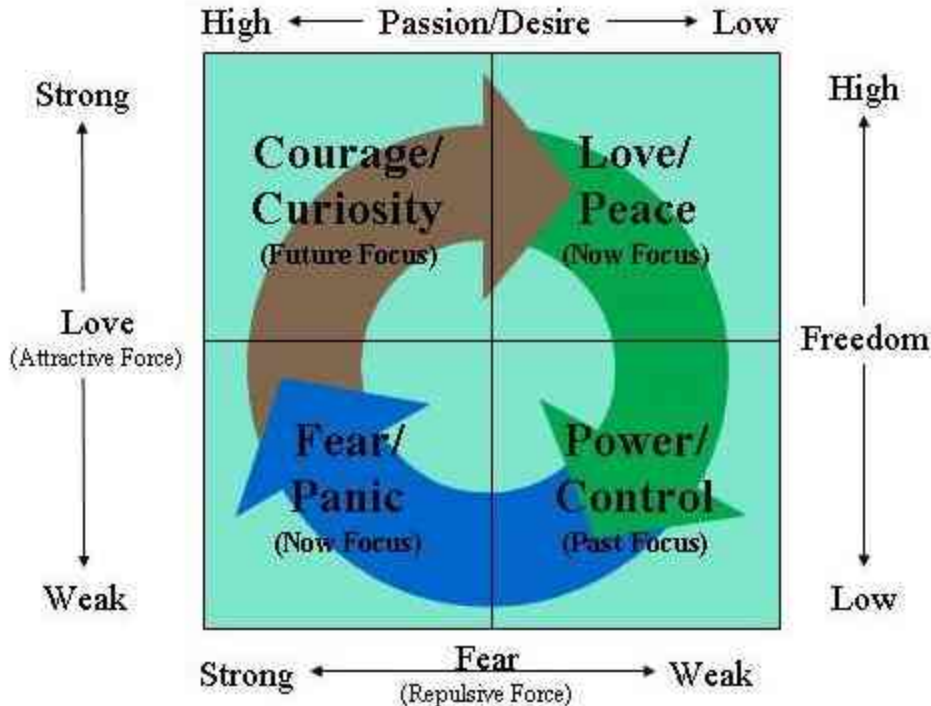 High Passion/Desire Low
Strong
High
Courage/
Curiosity
(Future Focus)
Love/
Peace
(Now Focus)
Love
(Attractive Force)
Freedom
Fear/
Panic
(Now Focus)
Power/
Control
(Past Focus)
Weak
Low
Strong Fear Weak
(Repulsive Force)